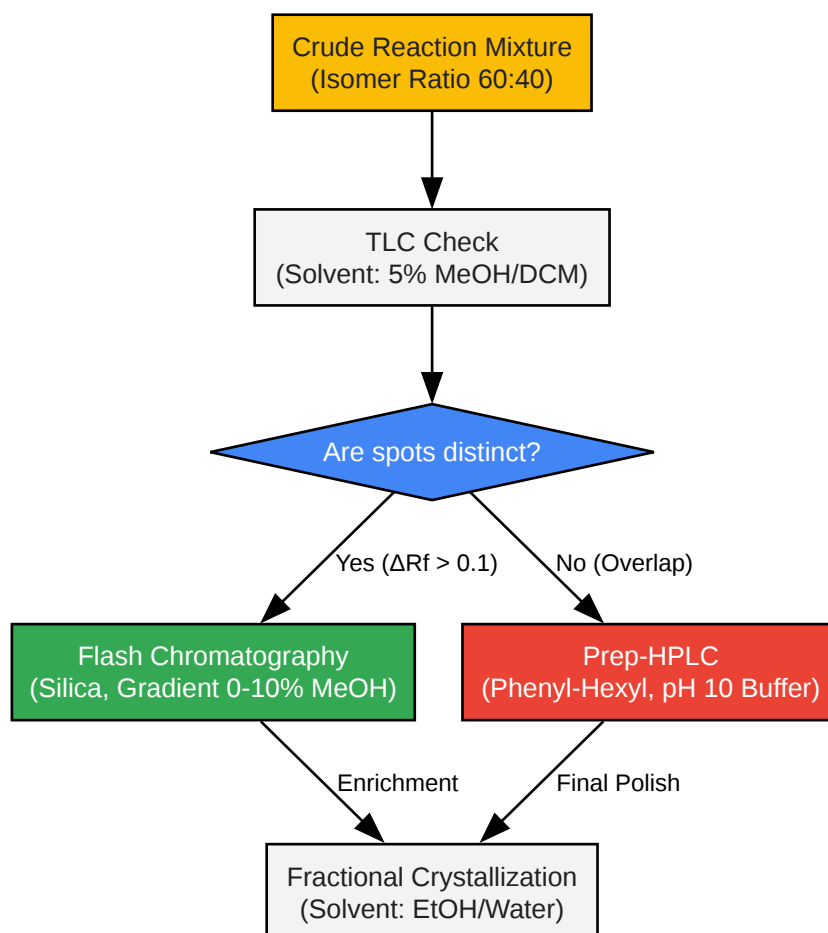 Crude Reaction Mixture
(Isomer Ratio 60:40)
TLC Check
(Solvent: 5% MeOH/DCM)
Are spots distinct?
Yes (ΔRf > 0.1)
No (Overlap)
Flash Chromatography
(Silica, Gradient 0-10% MeOH)
Prep-HPLC
(Phenyl-Hexyl, pH 10 Buffer)
Enrichment
Final Polish
Fractional Crystallization
(Solvent: EtOH/Water)